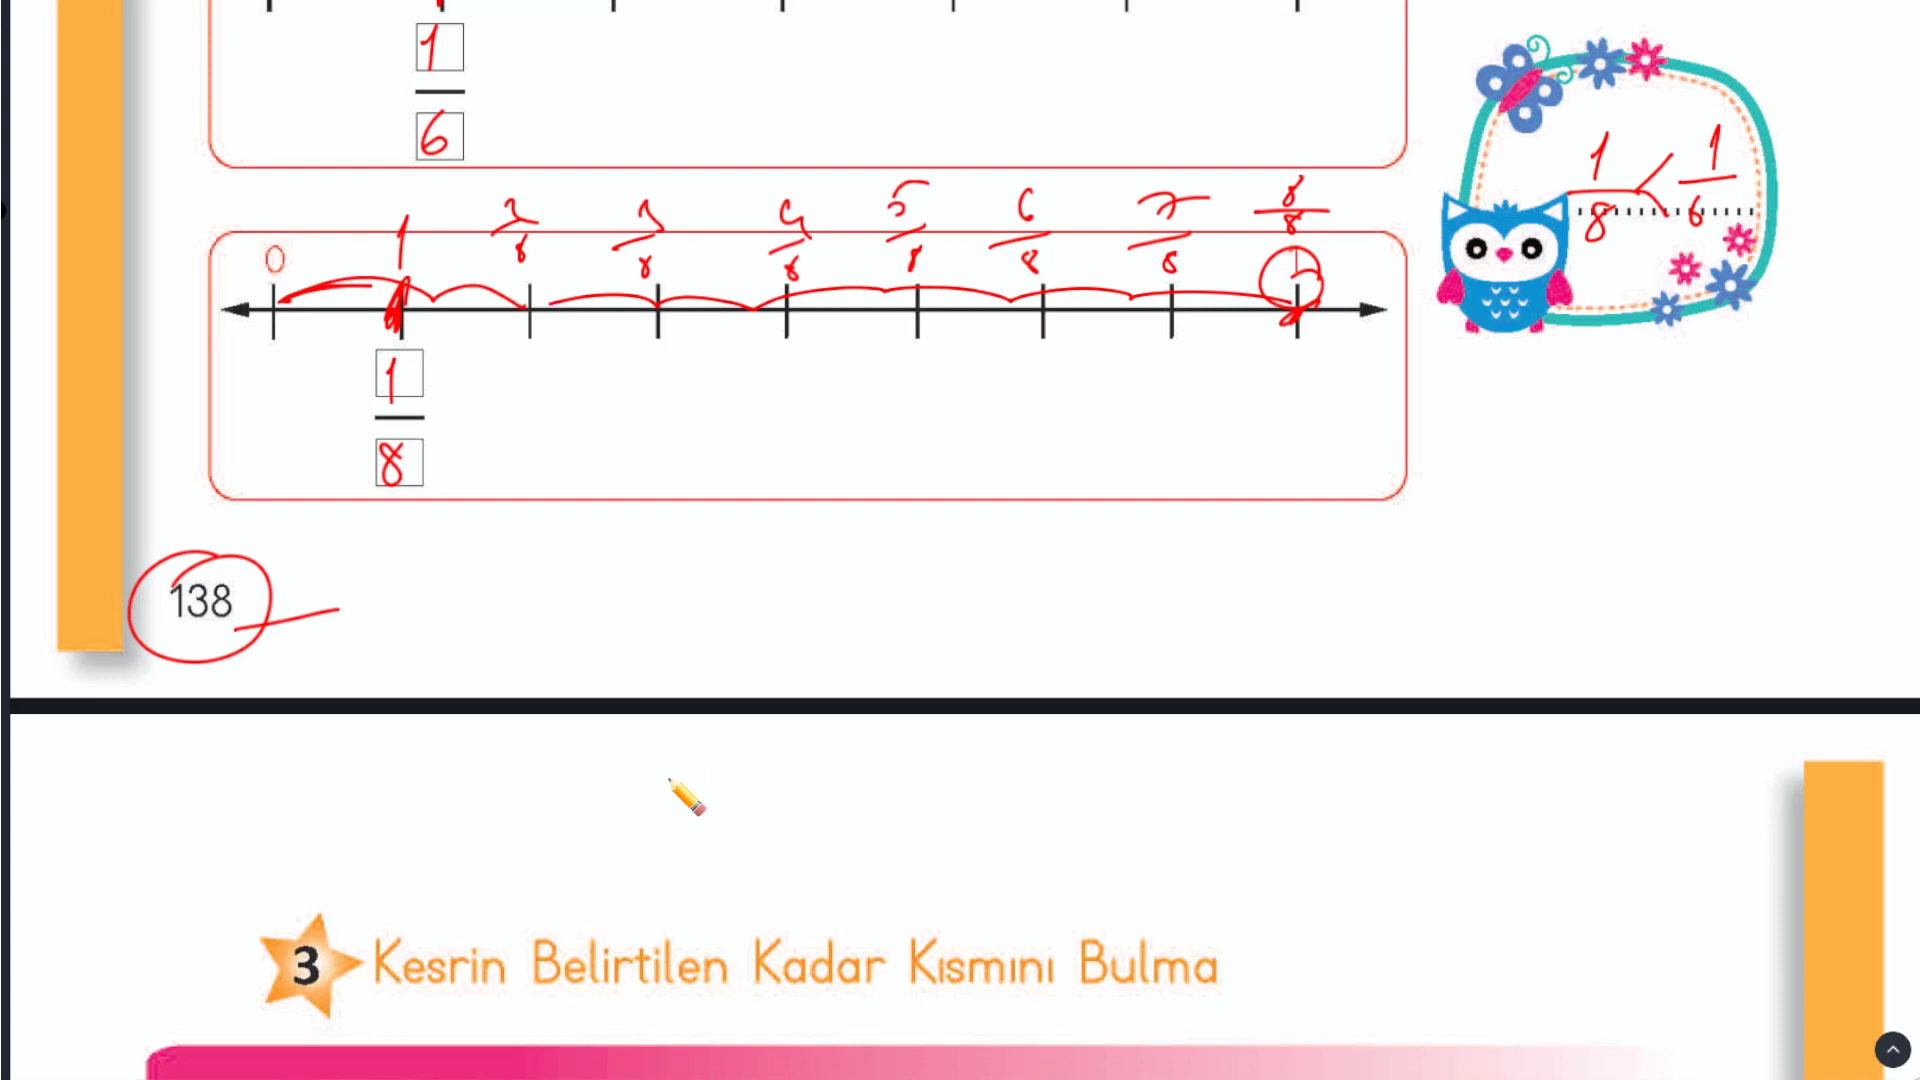 1
6
1 < 1
8 6
0 1 2/8 3/8 4/8 5/8 6/8 7/8 8/8
1
1
8
138
3 Kesrin Belirtilen Kadar Kısmını Bulma